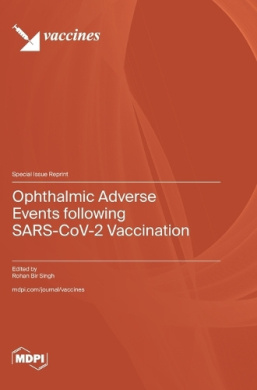 vaccines
Special Issue Reprint
Ophthalmic Adverse
Events following
SARS-CoV-2 Vaccination
Edited by
Rohan Bir Singh
mdpi.com/journal/vaccines
MDPI